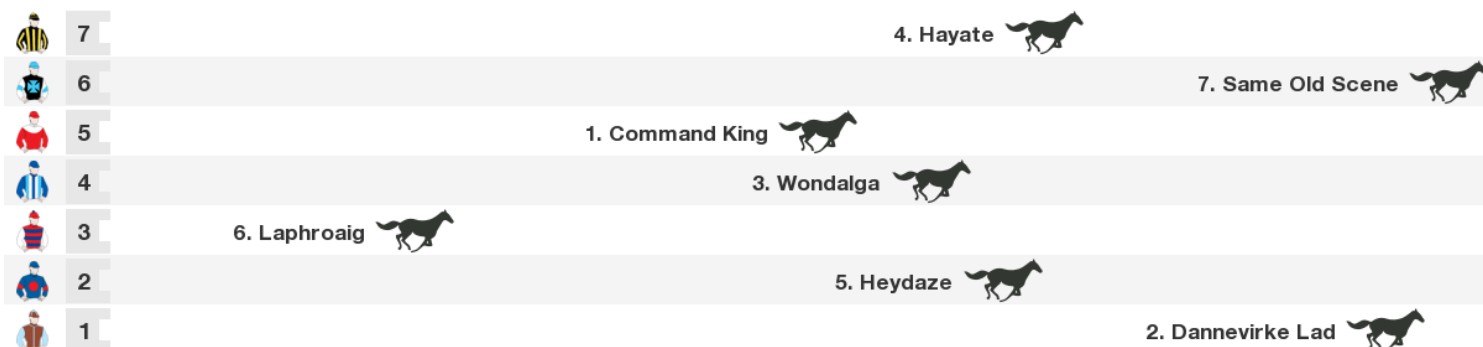 7 4. Hayate
6 7. Same Old Scene
5 1. Command King
4 3. Wondalga
3 6. Laphroaig
2 5. Heydaze
1 2. Dannevirke Lad